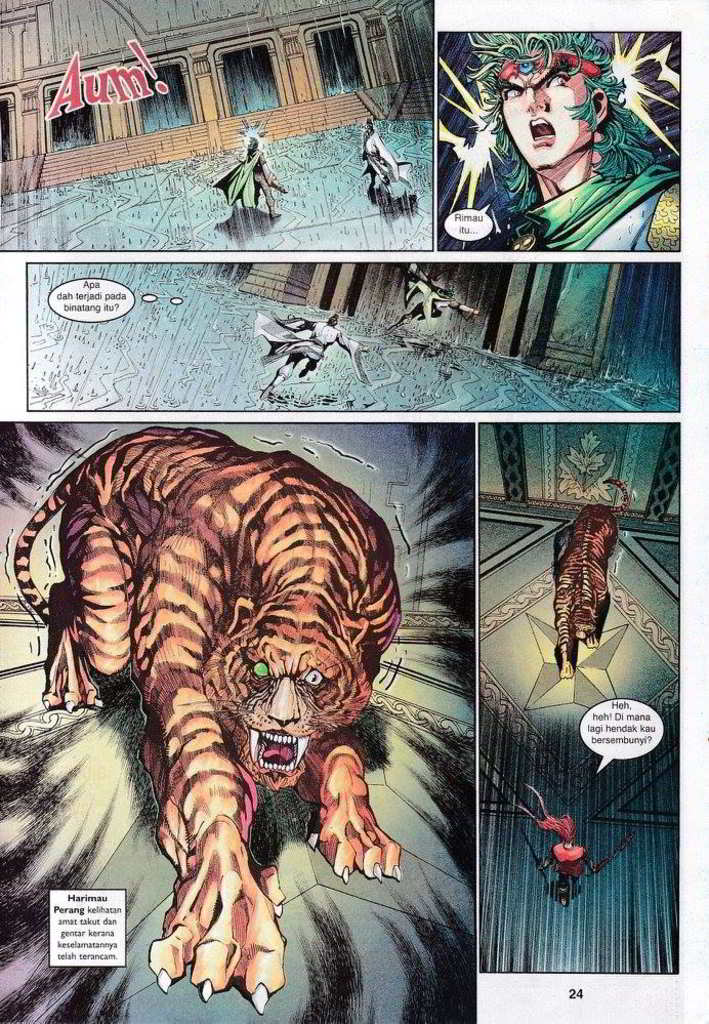 Aum!
Rimau
itu...
Apa
dah terjadi pada
binatang itu?
Harimau
Perang kelihatan
amat takut dan
gentar kerana
keselamatannya
telah terancam.
Heh,
heh! Di mana
lagi hendak kau
bersembunyi?
24